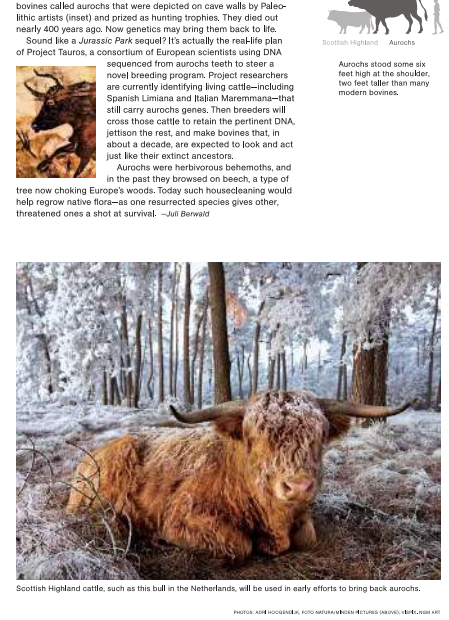 bovines called aurochs that were depicted on cave walls by Paleo-
lithic artists (inset) and prized as hunting trophies. They died out
nearly 400 years ago. Now genetics may bring them back to life.
Sound like a Jurassic Park sequel? It's actually the real-life plan
of Project Tauros, a consortium of European scientists using DNA
sequenced from aurochs teeth to steer a
novel breeding program. Project researchers
are currently identifying living cattle—including
Spanish Limiana and Italian Maremmana—that
still carry aurochs genes. Then breeders will
cross those cattle to retain the pertinent DNA,
jettison the rest, and make bovines that, in
about a decade, are expected to look and act
just like their extinct ancestors.
Aurochs were herbivorous behemoths, and
in the past they browsed on beech, a type of
tree now choking Europe's woods. Today such housecleaning would
help regrow native flora—as one resurrected species gives other,
threatened ones a shot at survival. —Juli Berwald
Scottish Highland Aurochs
Aurochs stood some six
feet high at the shoulder,
two feet taller than many
modern bovines.
Scottish Highland cattle, such as this bull in the Netherlands, will be used in early efforts to bring back aurochs.
PHOTOS: ADRI HOOGENDIJK, FOTO NATURA/MINDEN PICTURES (ABOVE); VISIPIX. NGM ART